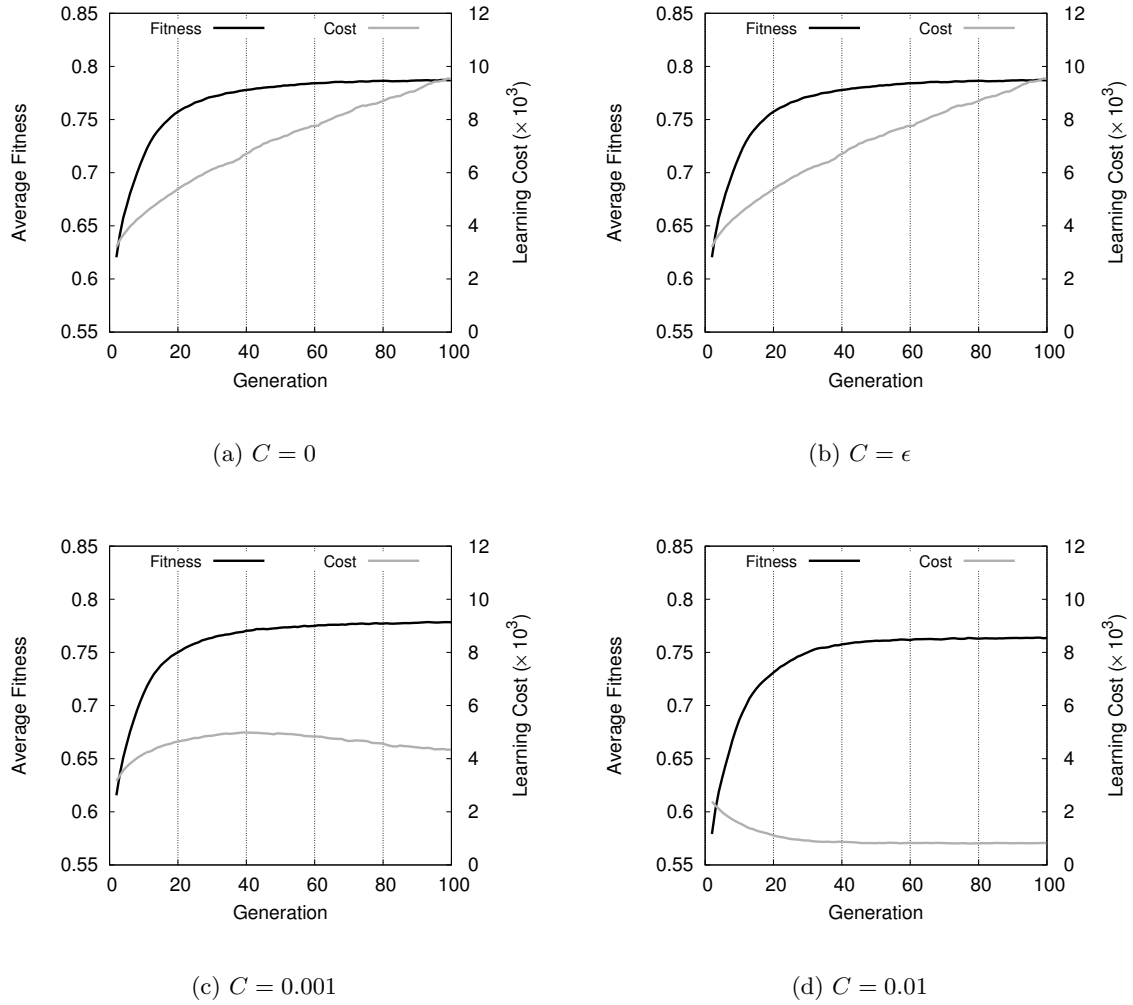 Fitness Cost
0.85
0.8
0.75
0.7
0.65
0.6
0.55
Average Fitness
12
10
8
6
4
2
0
Learning Cost (× 10³)
0 20 40 60 80 100
Generation
(a) C = 0
Fitness Cost
0.85
0.8
0.75
0.7
0.65
0.6
0.55
Average Fitness
12
10
8
6
4
2
0
Learning Cost (× 10³)
0 20 40 60 80 100
Generation
(b) C = ϵ
Fitness Cost
0.85
0.8
0.75
0.7
0.65
0.6
0.55
Average Fitness
12
10
8
6
4
2
0
Learning Cost (× 10³)
0 20 40 60 80 100
Generation
(c) C = 0.001
Fitness Cost
0.85
0.8
0.75
0.7
0.65
0.6
0.55
Average Fitness
12
10
8
6
4
2
0
Learning Cost (× 10³)
0 20 40 60 80 100
Generation
(d) C = 0.01